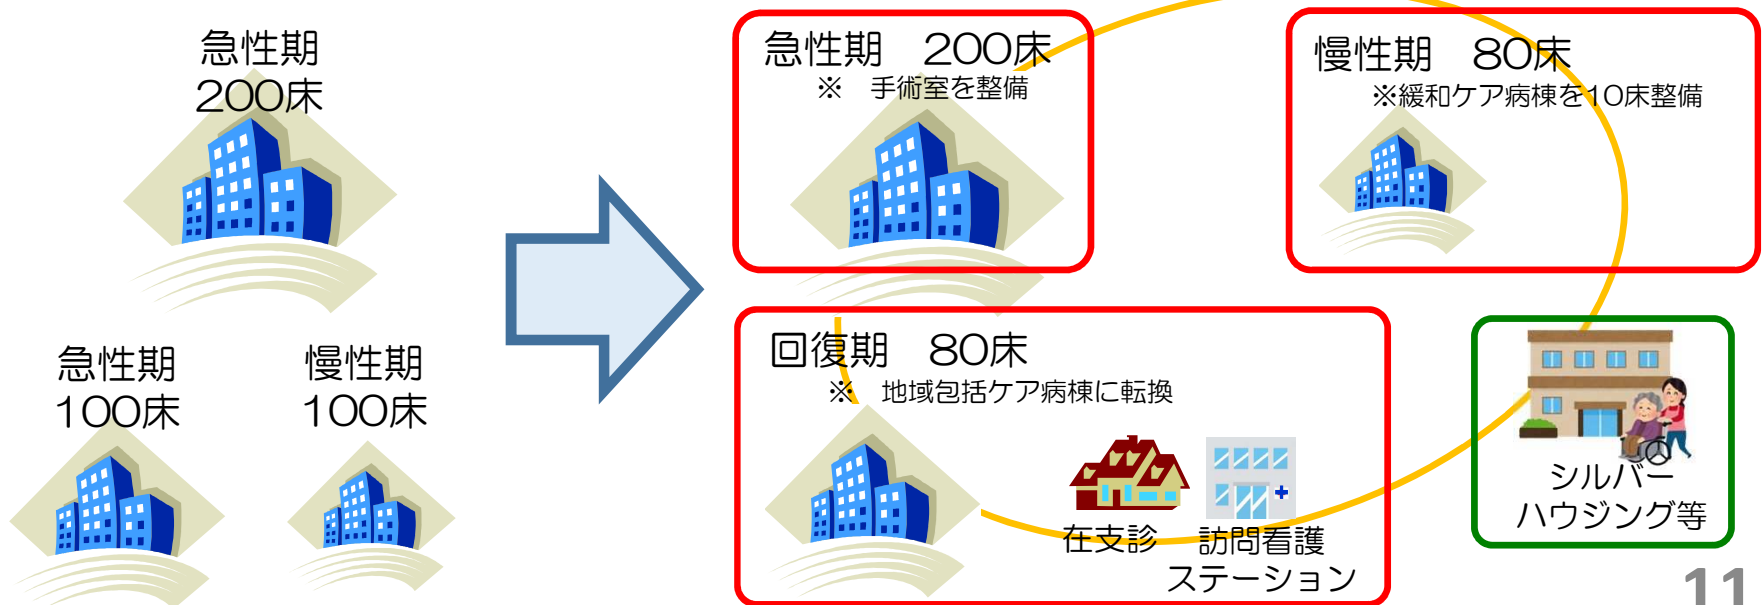 急性期
200床
急性期
100床
慢性期
100床
急性期　200床
※　手術室を整備
慢性期　80床
※緩和ケア病棟を10床整備
回復期　80床
※　地域包括ケア病棟に転換
在支診
訪問看護
ステーション
シルバー
ハウジング等
11